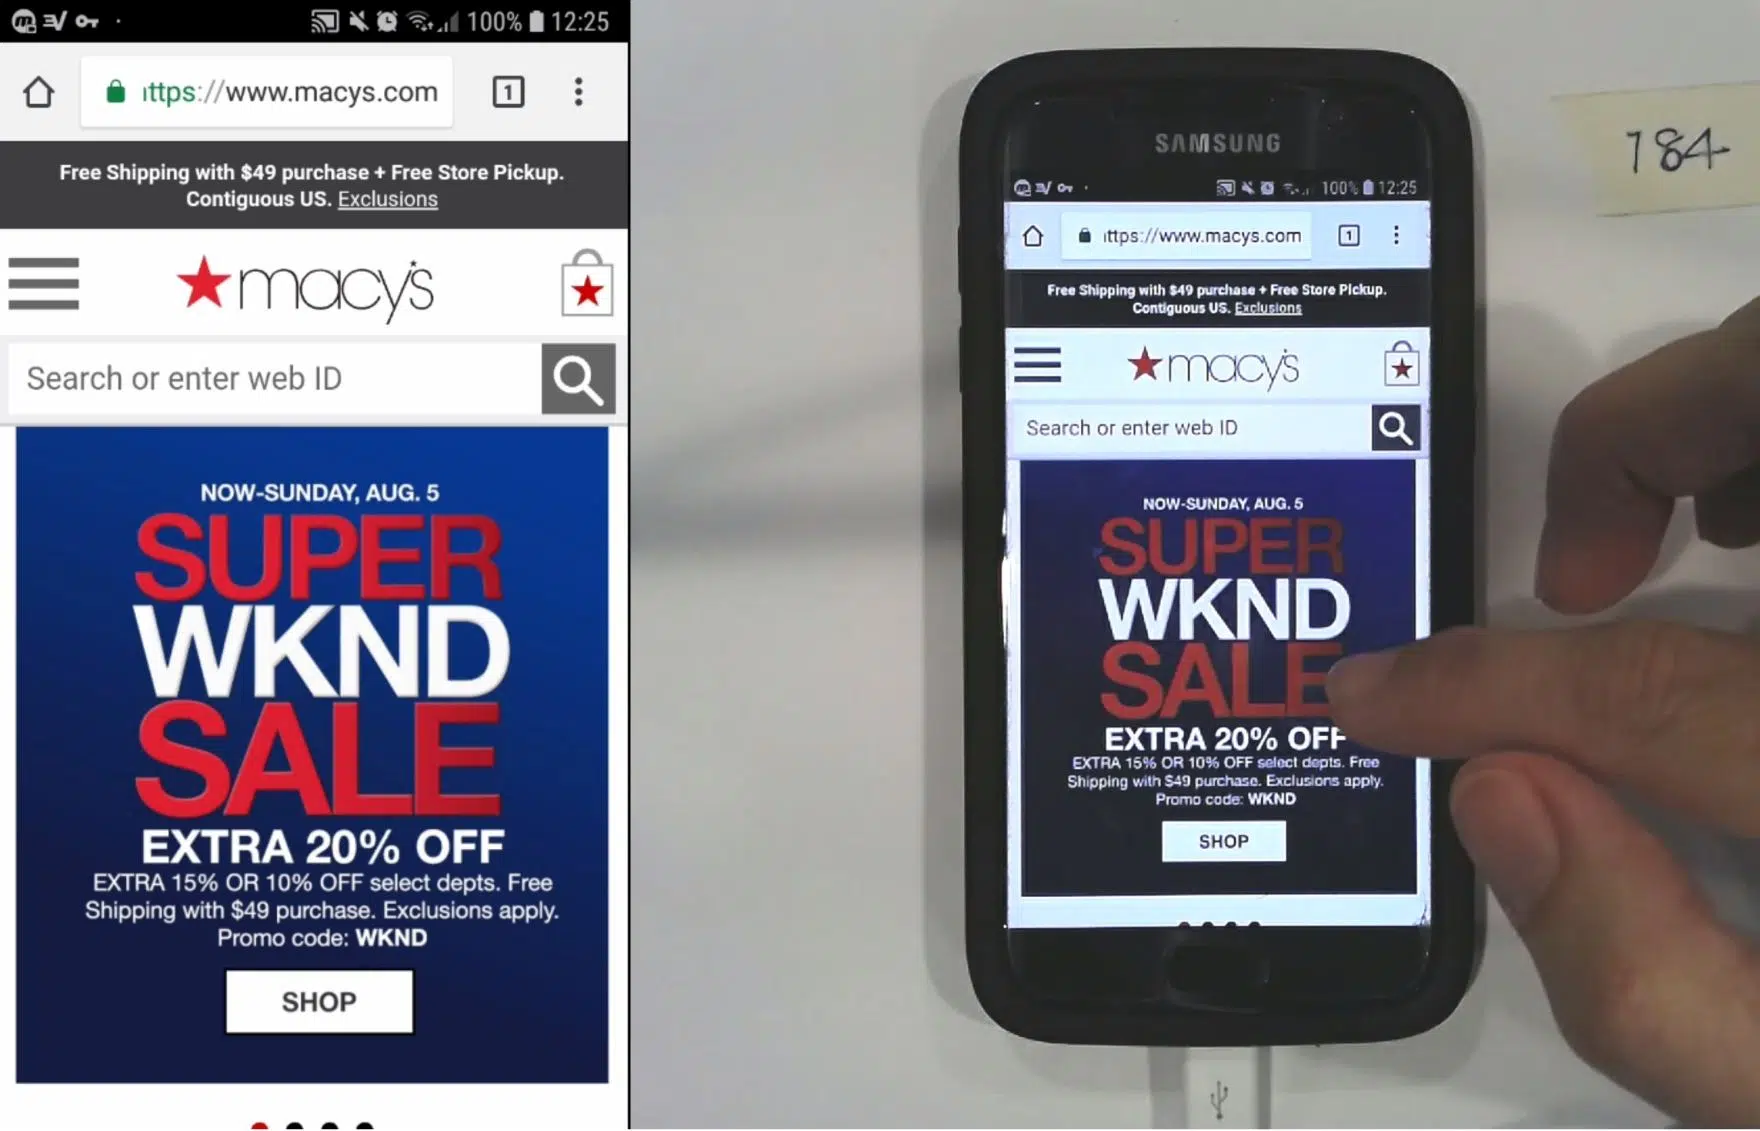 100% 12:25
ttps://www.macys.com
1
Free Shipping with $49 purchase + Free Store Pickup.
Contiguous US. Exclusions
macy's
Search or enter web ID
NOW-SUNDAY, AUG. 5
SUPER
WKND
SALE
EXTRA 20% OFF
EXTRA 15% OR 10% OFF select depts. Free
Shipping with $49 purchase. Exclusions apply.
Promo code: WKND
SHOP
SAMSUNG
184
100% 12:25
ttps://www.macys.com
1
Free Shipping with $49 purchase + Free Store Pickup.
Contiguous US. Exclusions
macy's
Search or enter web ID
NOW-SUNDAY, AUG. 5
SUPER
WKND
SALE
EXTRA 20% OFF
EXTRA 15% OR 10% OFF select depts. Free
Shipping with $49 purchase. Exclusions apply.
Promo code: WKND
SHOP